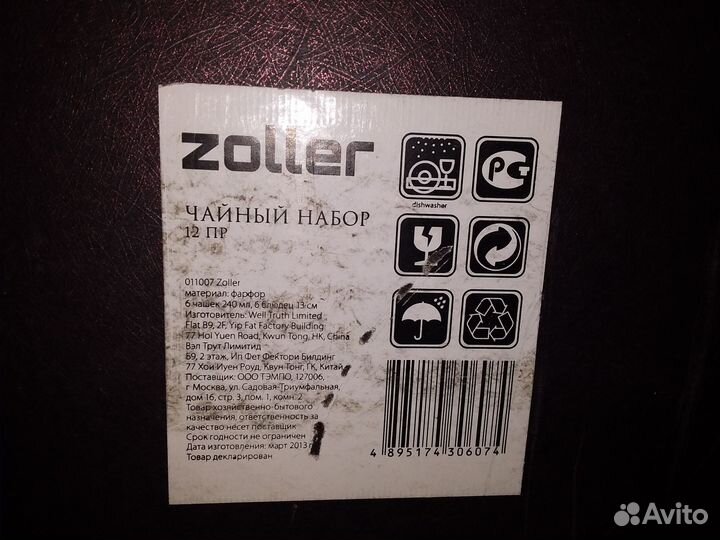 zoller
dishwasher
РСТ
ЧАЙНЫЙ НАБОР
12 ПР
011007 Zoller
материал: фарфор
6 чашек 240 мл, 6 блюдец 13 см
Изготовитель: Well Truth Limited
Flat B9, 2F, Yip Fat Factory Building
77 Hoi Yuen Road, Kwun Tong, HK, China
Вэл Трут Лимитид
Б9, 2 этаж, Ип Фет Фектори Билдинг
77 Хои Иуен Роуд, Квун Тонг, ГК, Китай
Поставщик: ООО ТЭМПО, 127006,
г Москва, ул. Садовая-Триумфальная,
дом 16, стр. 3, пом. 1, комн. 2
Товар хозяйственно-бытового
назначения, ответственность за
качество несет поставщик
Срок годности не ограничен
Дата изготовления: март 2013 г
Товар декларирован
4 895174 306074
Avito